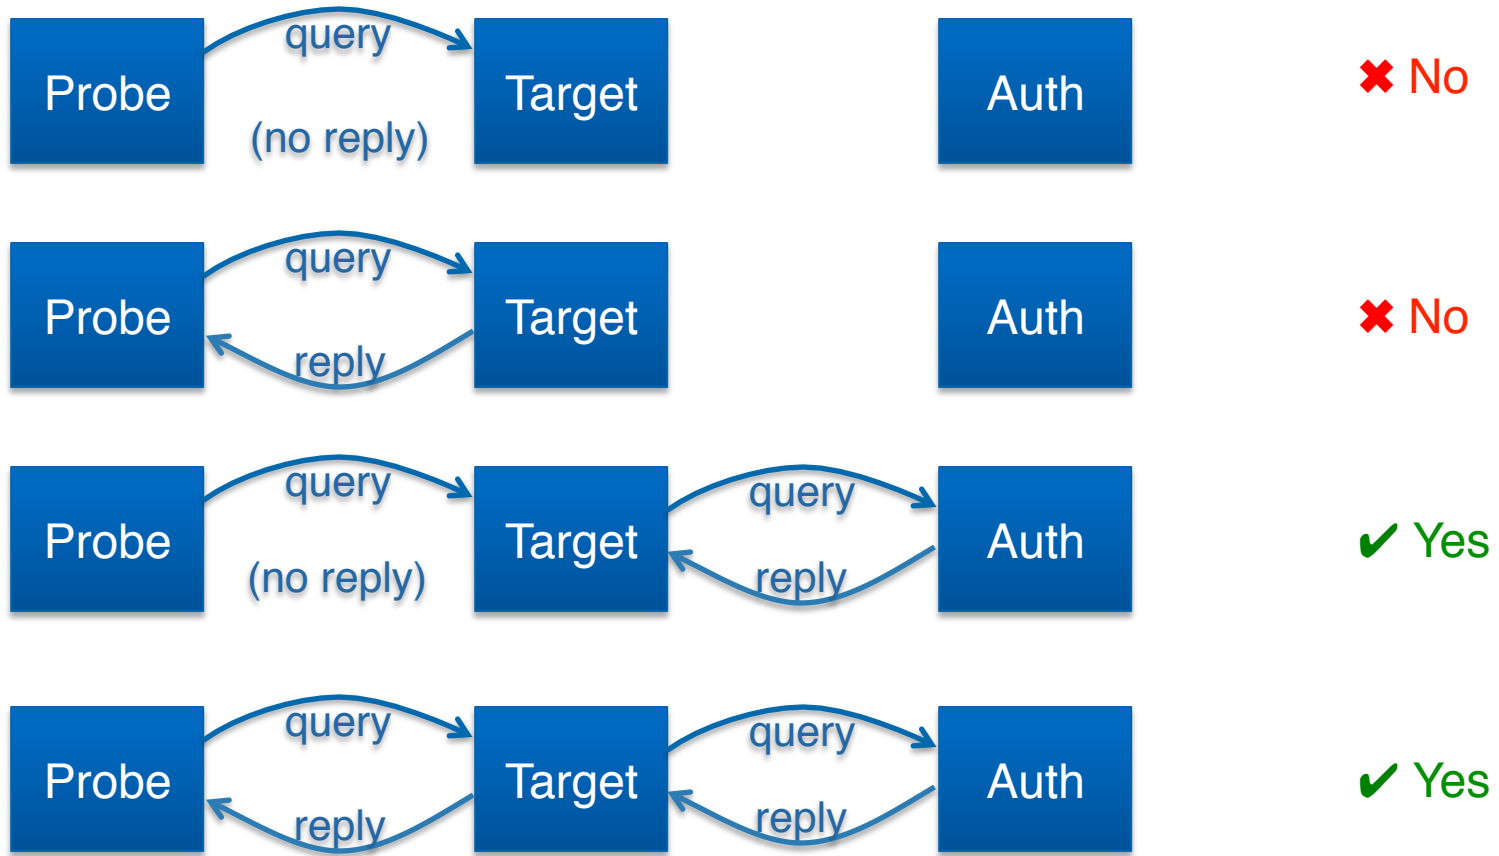 query
Probe
Target
Auth
✖ No
(no reply)
query
Probe
Target
Auth
✖ No
reply
query
query
Probe
Target
Auth
✔ Yes
(no reply)
reply
query
query
Probe
Target
Auth
✔ Yes
reply
reply